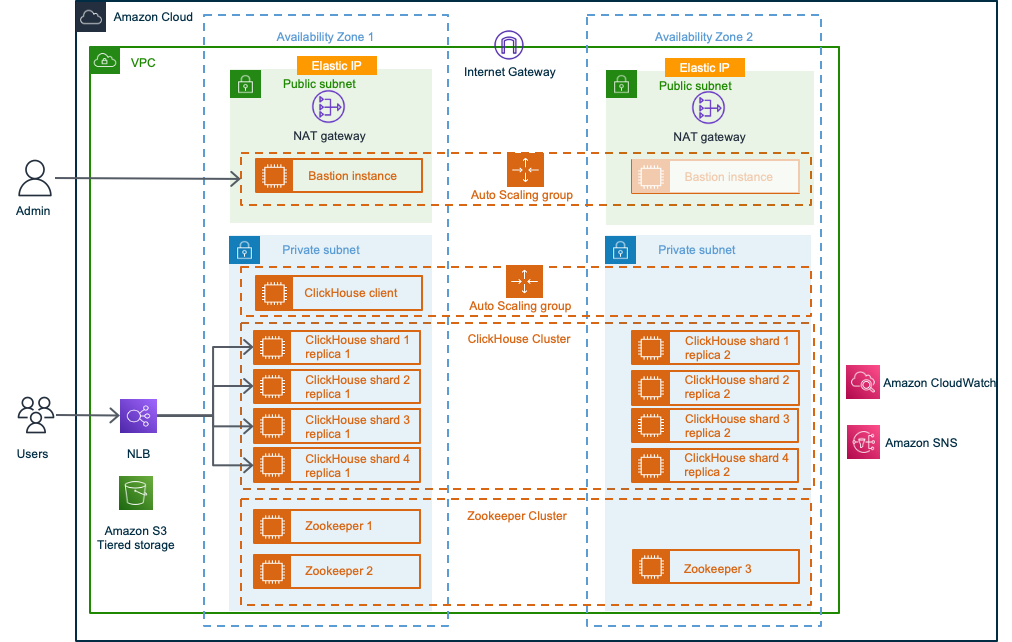 Amazon Cloud
Availability Zone 1
Availability Zone 2
VPC
Internet Gateway
Elastic IP
Elastic IP
Public subnet
Public subnet
NAT gateway
NAT gateway
Admin
Bastion instance
Auto Scaling group
Bastion instance
Private subnet
Private subnet
ClickHouse client
Auto Scaling group
ClickHouse Cluster
ClickHouse shard 1
replica 1
ClickHouse shard 1
replica 2
ClickHouse shard 2
replica 1
ClickHouse shard 2
replica 2
ClickHouse shard 3
replica 1
ClickHouse shard 3
replica 2
ClickHouse shard 4
replica 1
ClickHouse shard 4
replica 2
Amazon CloudWatch
Amazon SNS
Users
NLB
Amazon S3
Tiered storage
Zookeeper Cluster
Zookeeper 1
Zookeeper 2
Zookeeper 3